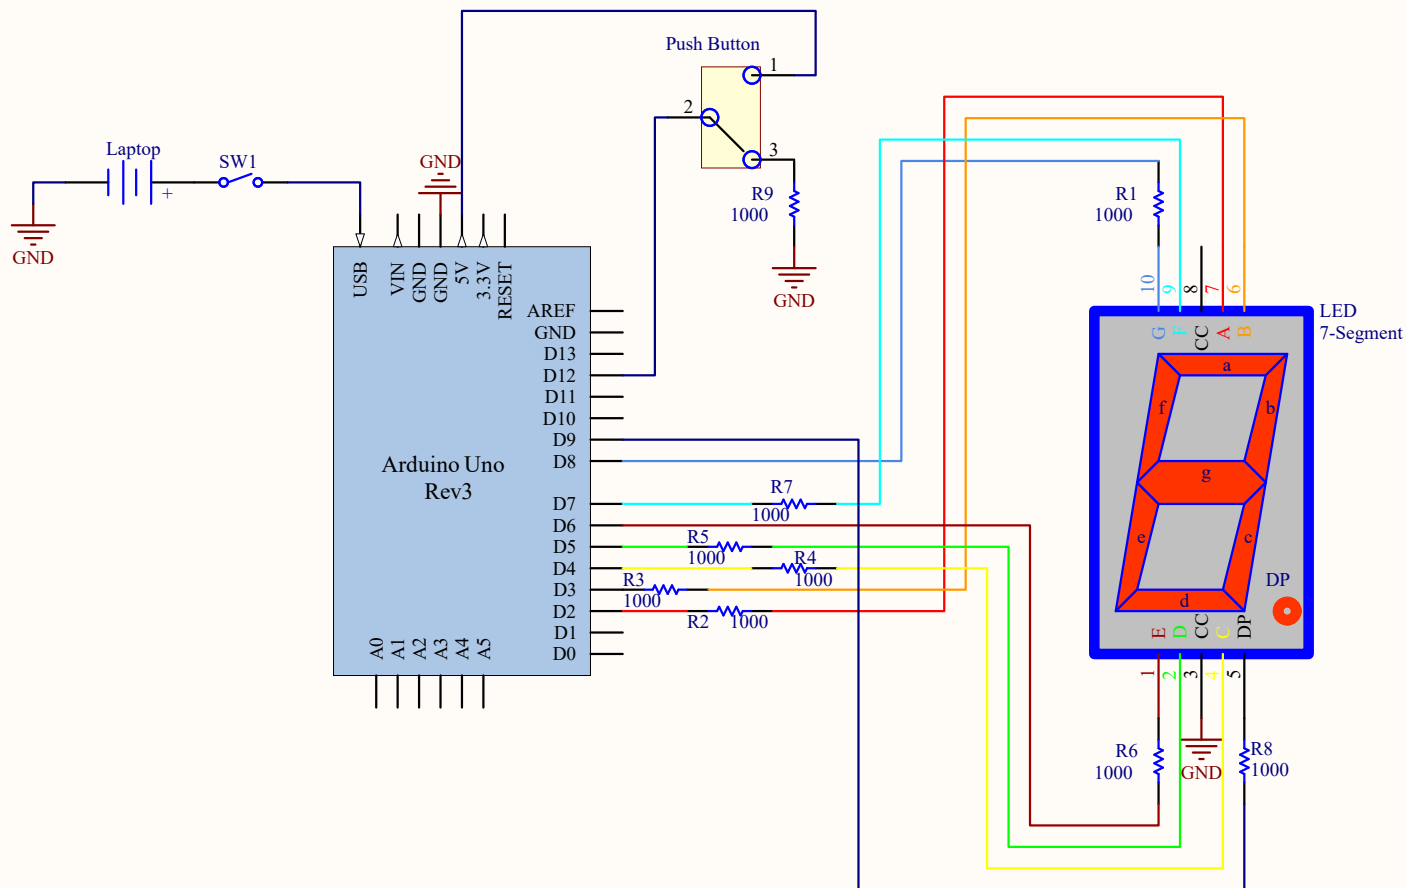 Push Button
1
2
3
Laptop
SW1
+
GND
GND
R9
1000
GND
R1
1000
USB
VIN
GND
GND
5V
3.3V
RESET
AREF
GND
D13
D12
D11
D10
D9
D8
D7
D6
D5
D4
D3
D2
D1
D0
Arduino Uno
Rev3
A0
A1
A2
A3
A4
A5
R7
1000
R5
1000
R4
1000
R3
1000
R2
1000
10
9
8
7
6
G
F
CC
A
B
LED
7-Segment
a
f
b
g
e
c
d
DP
E
D
CC
C
DP
1
2
3
4
5
R6
1000
GND
R8
1000